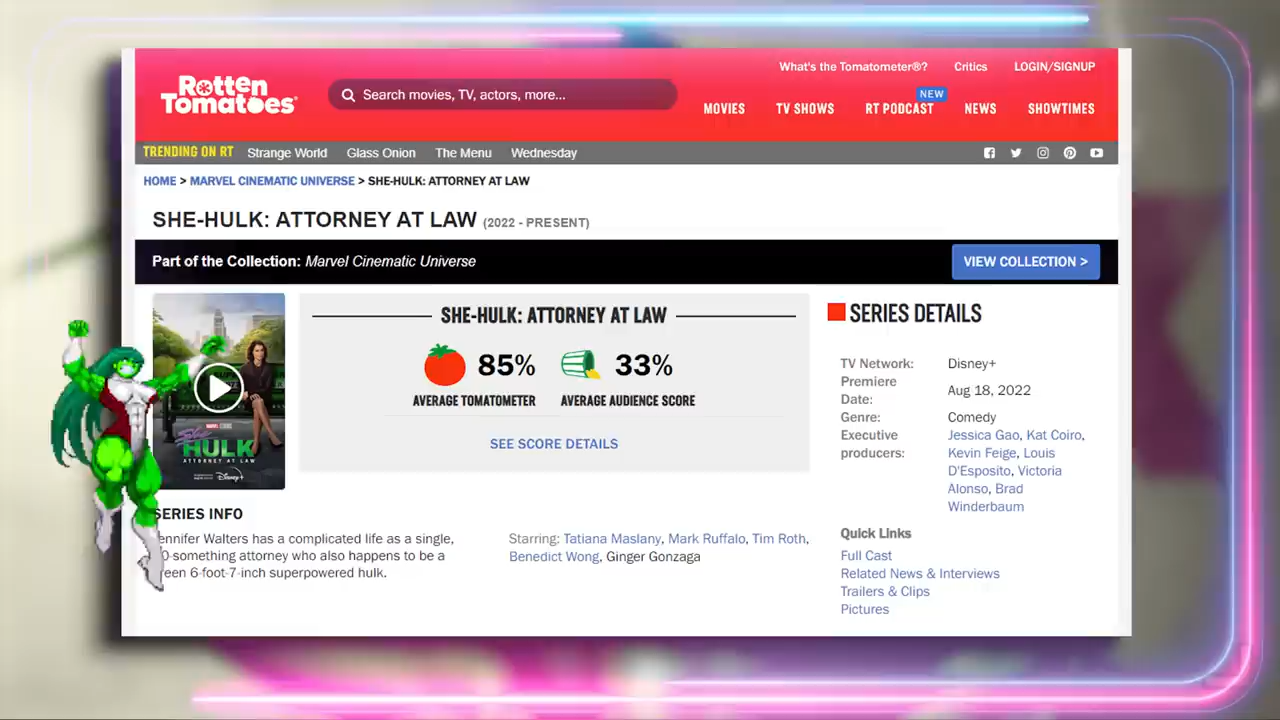 Rotten
Tomatoes
Search movies, TV, actors, more...
What's the Tomatometer®?
Critics
LOGIN/SIGNUP
MOVIES
TV SHOWS
RT PODCAST
NEW
NEWS
SHOWTIMES
TRENDING ON RT
Strange World
Glass Onion
The Menu
Wednesday
HOME > MARVEL CINEMATIC UNIVERSE > SHE-HULK: ATTORNEY AT LAW
SHE-HULK: ATTORNEY AT LAW (2022 - PRESENT)
Part of the Collection: Marvel Cinematic Universe
VIEW COLLECTION >
She
HULK
ATTORNEY AT LAW
Disney+
SHE-HULK: ATTORNEY AT LAW
85%
AVERAGE TOMATOMETER
33%
AVERAGE AUDIENCE SCORE
SEE SCORE DETAILS
SERIES INFO
ennifer Walters has a complicated life as a single,
0-something attorney who also happens to be a
reen 6-foot-7-inch superpowered hulk.
Starring: Tatiana Maslany, Mark Ruffalo, Tim Roth,
Benedict Wong, Ginger Gonzaga
SERIES DETAILS
TV Network: Disney+
Premiere
Date: Aug 18, 2022
Genre: Comedy
Executive
producers:
Jessica Gao, Kat Coiro,
Kevin Feige, Louis
D'Esposito, Victoria
Alonso, Brad
Winderbaum
Quick Links
Full Cast
Related News & Interviews
Trailers & Clips
Pictures